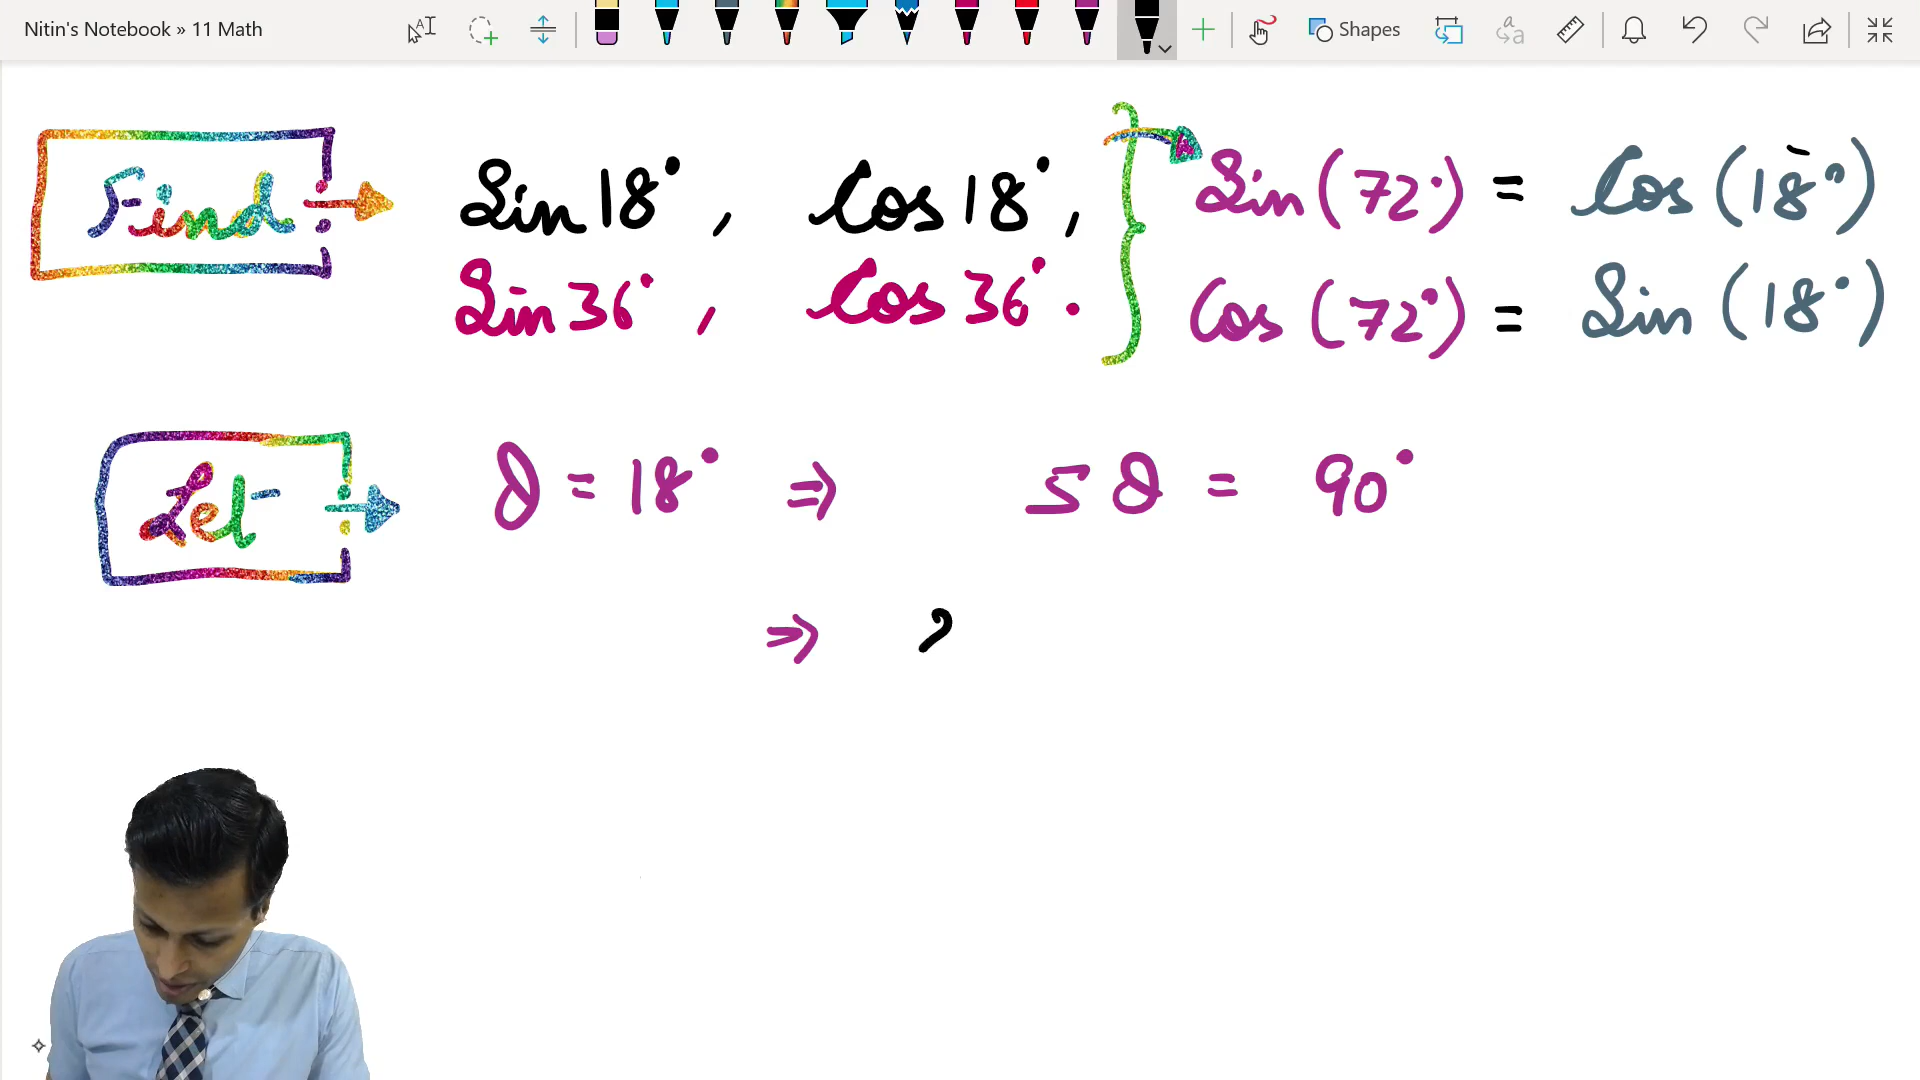 Nitin's Notebook » 11 Math
Shapes
Find → Sin 18°, Cos 18°, Sin (72°) = Cos (18°)
Sin 36°, Cos 36°. Cos (72°) = Sin (18°)
Let → θ = 18° ⇒ 5θ = 90°
⇒ 2